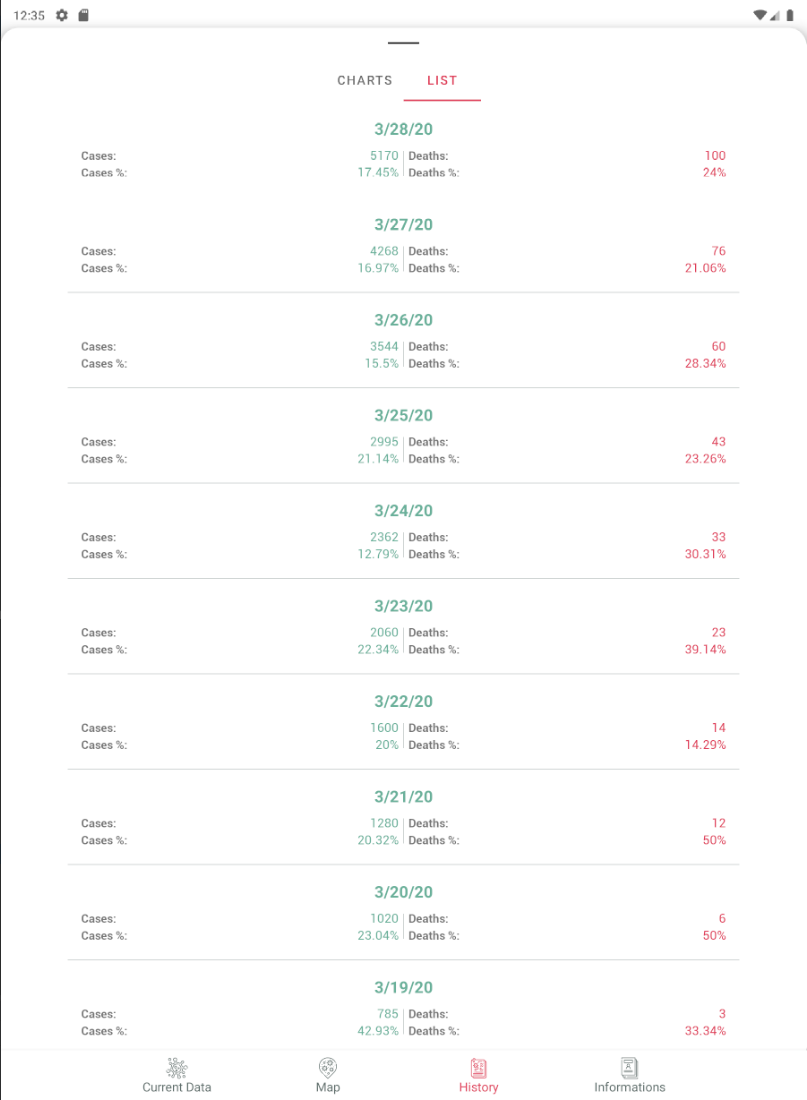 12:35
CHARTS LIST
3/28/20
Cases: 5170 Deaths: 100
Cases %: 17.45% Deaths %: 24%
3/27/20
Cases: 4268 Deaths: 76
Cases %: 16.97% Deaths %: 21.06%
3/26/20
Cases: 3544 Deaths: 60
Cases %: 15.5% Deaths %: 28.34%
3/25/20
Cases: 2995 Deaths: 43
Cases %: 21.14% Deaths %: 23.26%
3/24/20
Cases: 2362 Deaths: 33
Cases %: 12.79% Deaths %: 30.31%
3/23/20
Cases: 2060 Deaths: 23
Cases %: 22.34% Deaths %: 39.14%
3/22/20
Cases: 1600 Deaths: 14
Cases %: 20% Deaths %: 14.29%
3/21/20
Cases: 1280 Deaths: 12
Cases %: 20.32% Deaths %: 50%
3/20/20
Cases: 1020 Deaths: 6
Cases %: 23.04% Deaths %: 50%
3/19/20
Cases: 785 Deaths: 3
Cases %: 42.93% Deaths %: 33.34%
Current Data Map History Informations